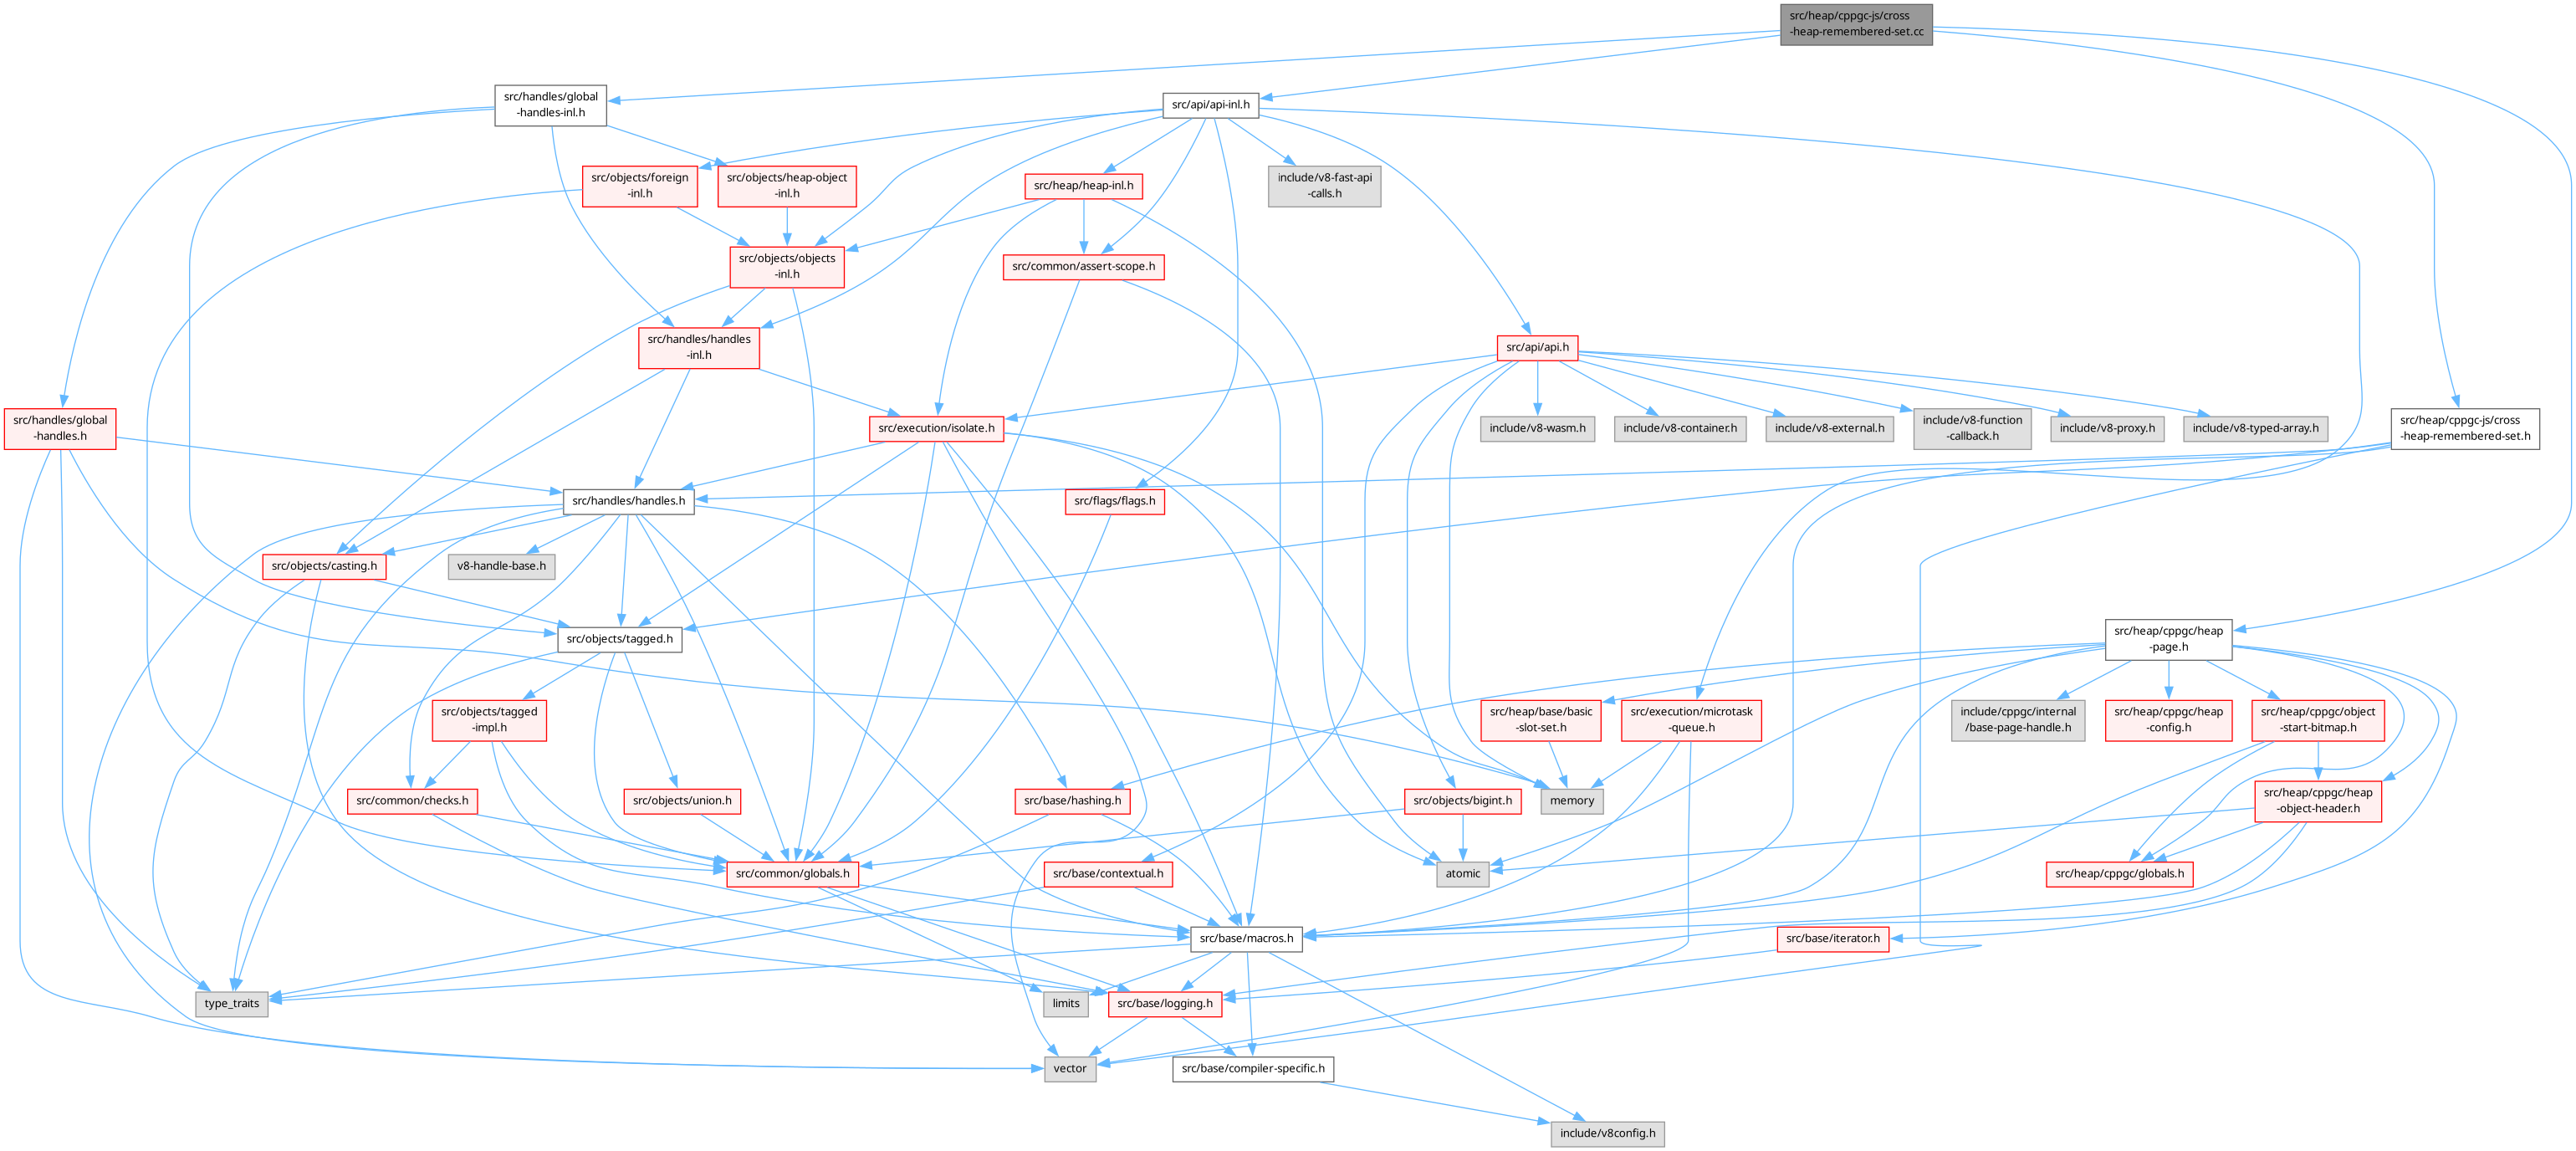 src/heap/cppgc-js/cross
-heap-remembered-set.cc
src/handles/global
-handles-inl.h
src/api/api-inl.h
src/objects/foreign
-inl.h
src/objects/heap-object
-inl.h
src/heap/heap-inl.h
include/v8-fast-api
-calls.h
src/objects/objects
-inl.h
src/common/assert-scope.h
src/handles/handles
-inl.h
src/api/api.h
src/handles/global
-handles.h
src/execution/isolate.h
include/v8-wasm.h
include/v8-container.h
include/v8-external.h
include/v8-function
-callback.h
include/v8-proxy.h
include/v8-typed-array.h
src/heap/cppgc-js/cross
-heap-remembered-set.h
src/handles/handles.h
src/flags/flags.h
src/objects/casting.h
v8-handle-base.h
src/objects/tagged.h
src/heap/cppgc/heap
-page.h
src/objects/tagged
-impl.h
src/heap/base/basic
-slot-set.h
src/execution/microtask
-queue.h
include/cppgc/internal
/base-page-handle.h
src/heap/cppgc/heap
-config.h
src/heap/cppgc/object
-start-bitmap.h
src/common/checks.h
src/objects/union.h
src/base/hashing.h
src/objects/bigint.h
memory
src/heap/cppgc/heap
-object-header.h
src/common/globals.h
src/base/contextual.h
atomic
src/heap/cppgc/globals.h
src/base/macros.h
src/base/iterator.h
type_traits
limits
src/base/logging.h
vector
src/base/compiler-specific.h
include/v8config.h